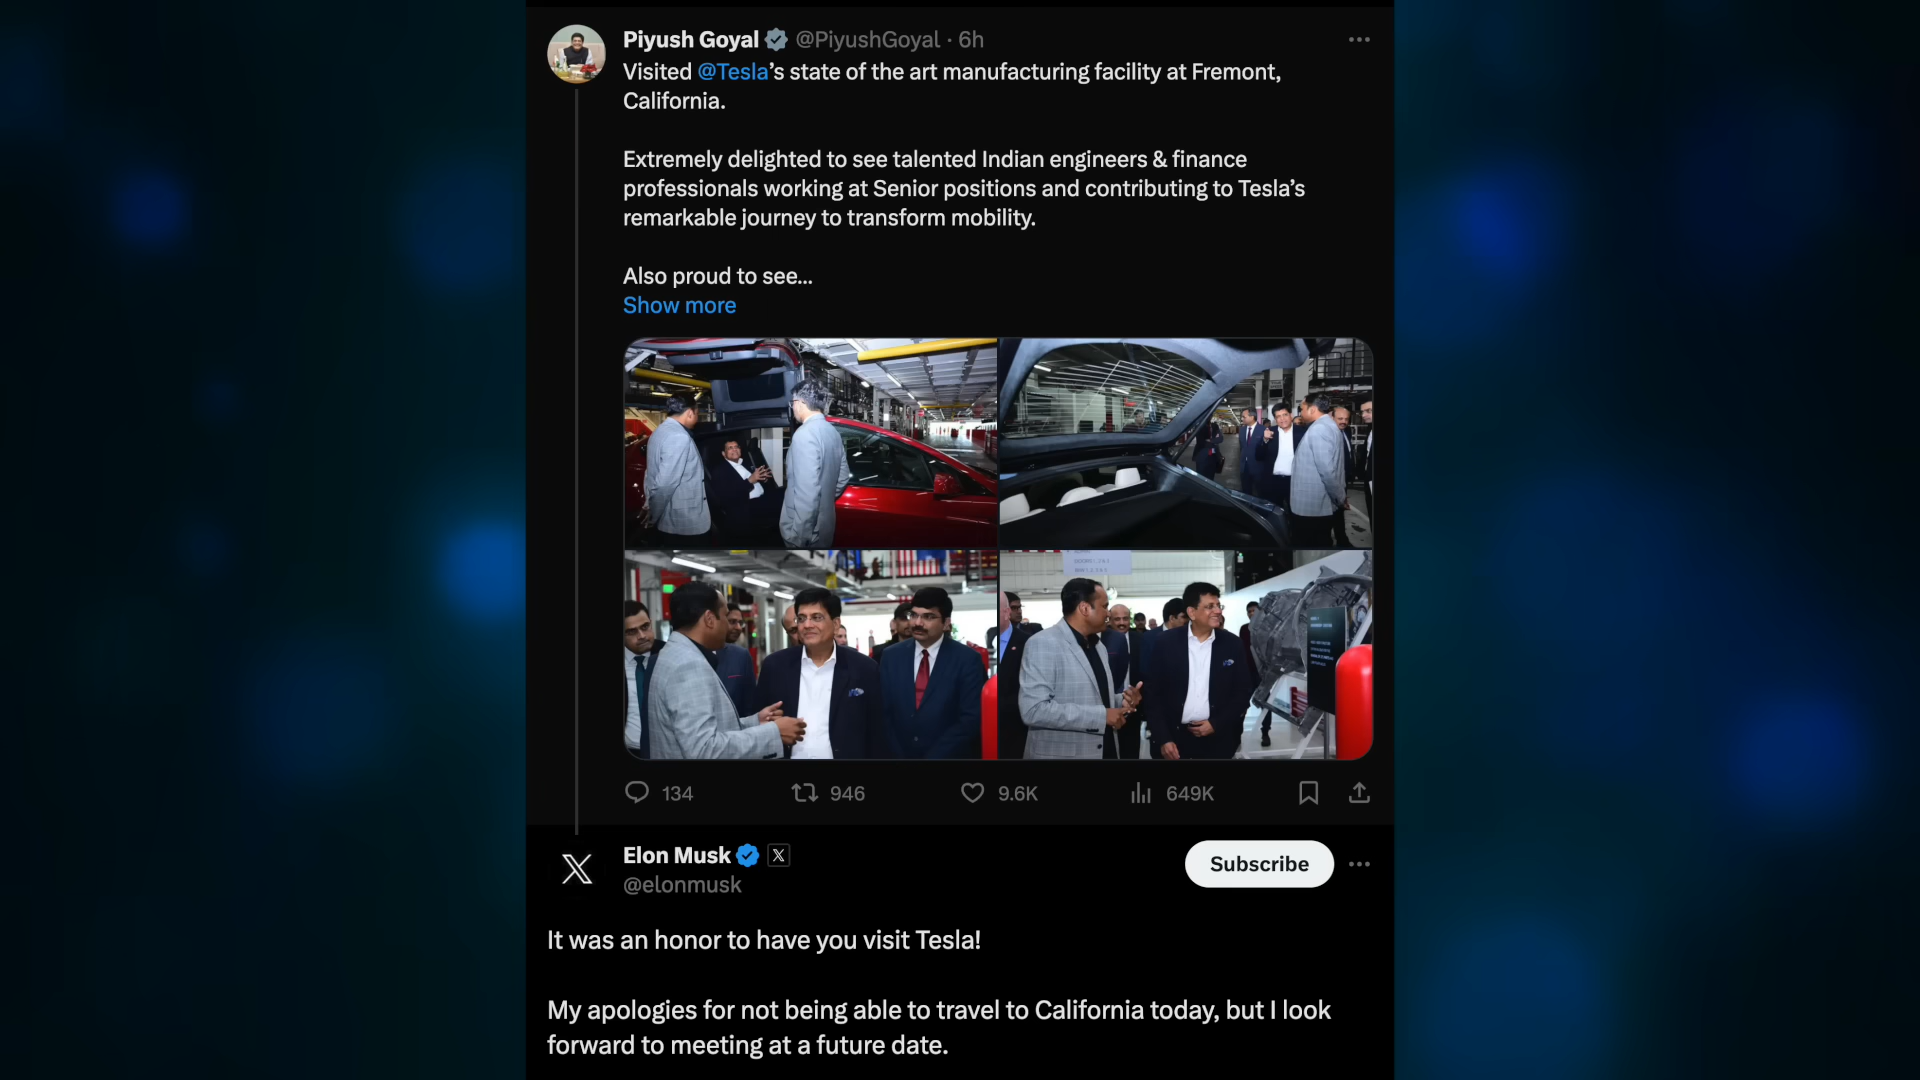 Piyush Goyal @PiyushGoyal · 6h
Visited @Tesla’s state of the art manufacturing facility at Fremont,
California.
Extremely delighted to see talented Indian engineers & finance
professionals working at Senior positions and contributing to Tesla’s
remarkable journey to transform mobility.
Also proud to see...
Show more
134 946 9.6K 649K
Elon Musk
@elonmusk
Subscribe
It was an honor to have you visit Tesla!
My apologies for not being able to travel to California today, but I look
forward to meeting at a future date.